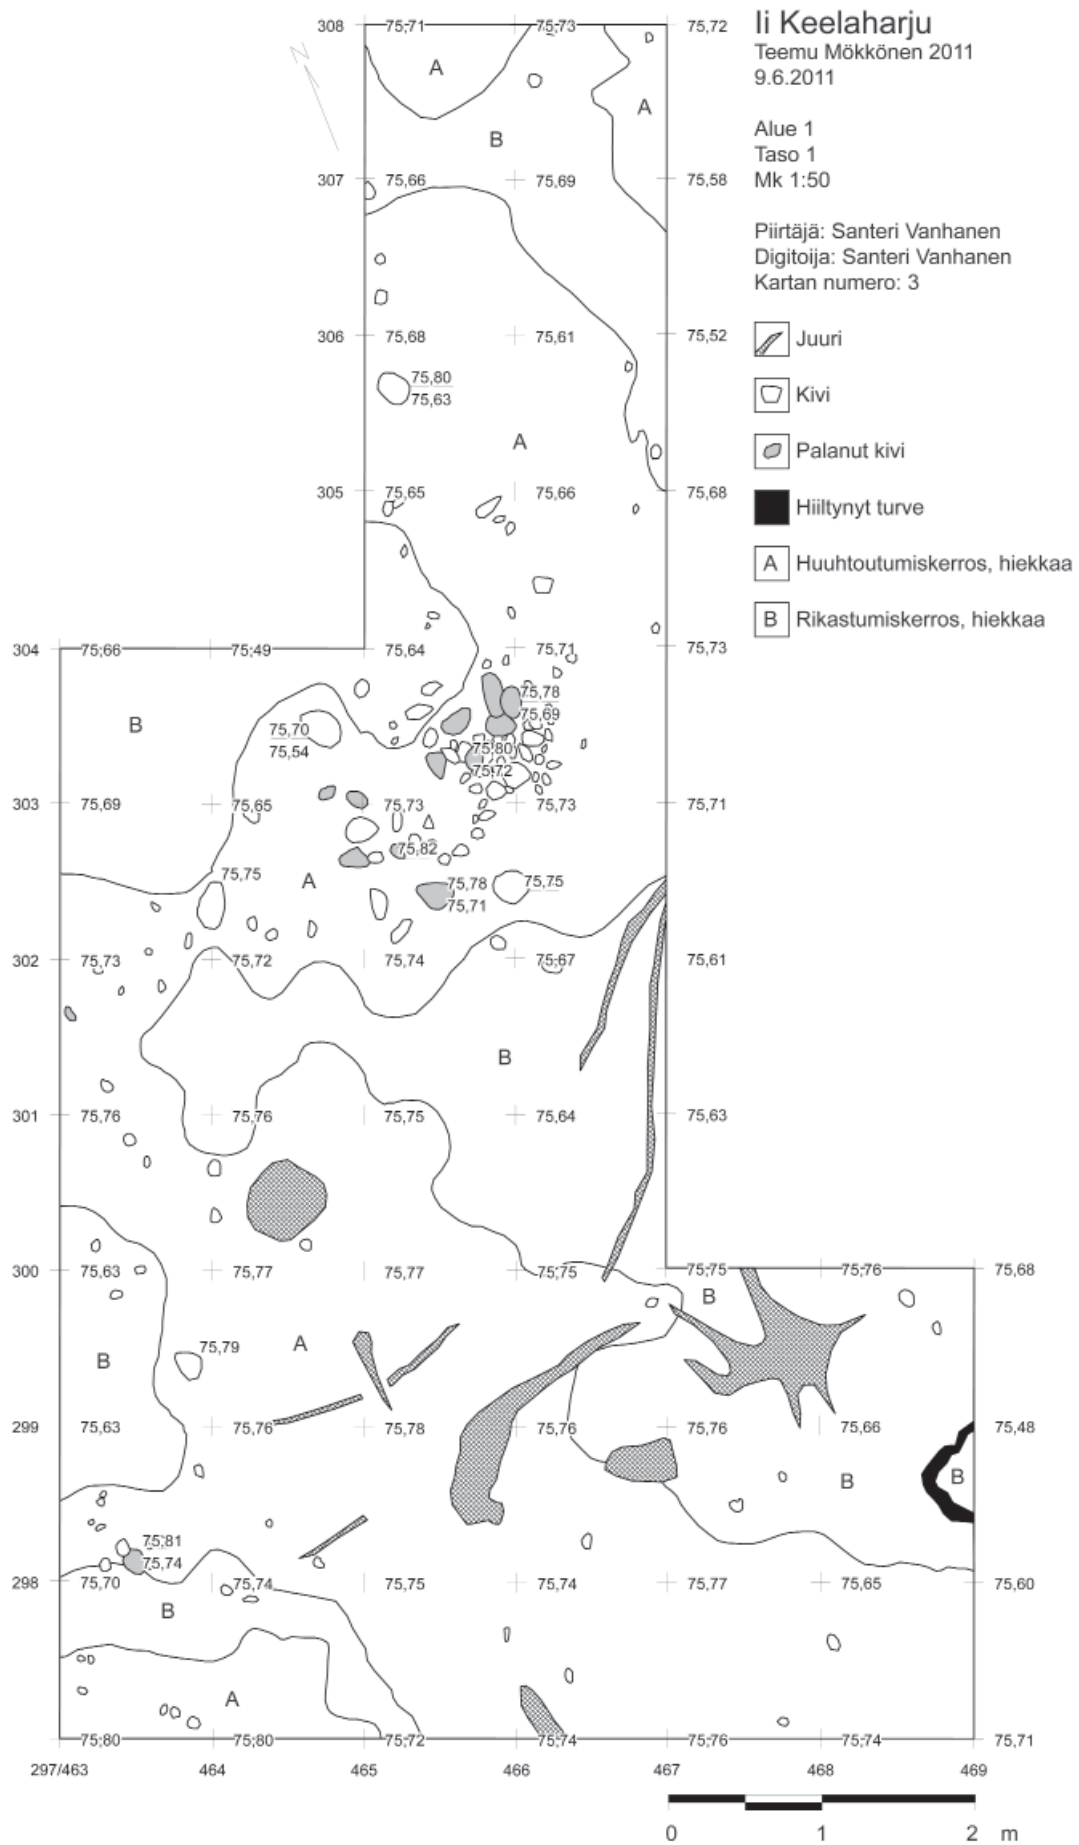 Ii Keelaharju
Teemu Mökkönen 2011
9.6.2011
Alue 1
Taso 1
Mk 1:50
Piirtäjä: Santeri Vanhanen
Digitoija: Santeri Vanhanen
Kartan numero: 3
Juuri
Kivi
Palanut kivi
Hiiltynyt turve
A Huuhtoutumiskerros, hiekkaa
B Rikastumiskerros, hiekkaa
N
308 75,71 75,73 75,72
A
A
B
307 75,66 75,69 75,58
306 75,68 75,61 75,52
75,80
75,63
A
305 75,65 75,66 75,68
304 75,66 75,49 75,64 75,71 75,73
75,78
75,69
B
75,70
75,54
75,80
75,72
303 75,69 75,65 75,73 75,73 75,71
75,82
75,75
A
75,78 75,75
75,71
302 75,73 75,72 75,74 75,67 75,61
B
301 75,76 75,76 75,75 75,64 75,63
300 75,63 75,77 75,77 75,75 75,75 75,76 75,68
B
A
75,79
B
299 75,63 75,76 75,78 75,76 75,76 75,66 75,48
B
B
75,81
75,74
298 75,70 75,74 75,75 75,74 75,77 75,65 75,60
B
A
75,80 75,80 75,72 75,74 75,76 75,74 75,71
297/463 464 465 466 467 468 469
0 1 2 m